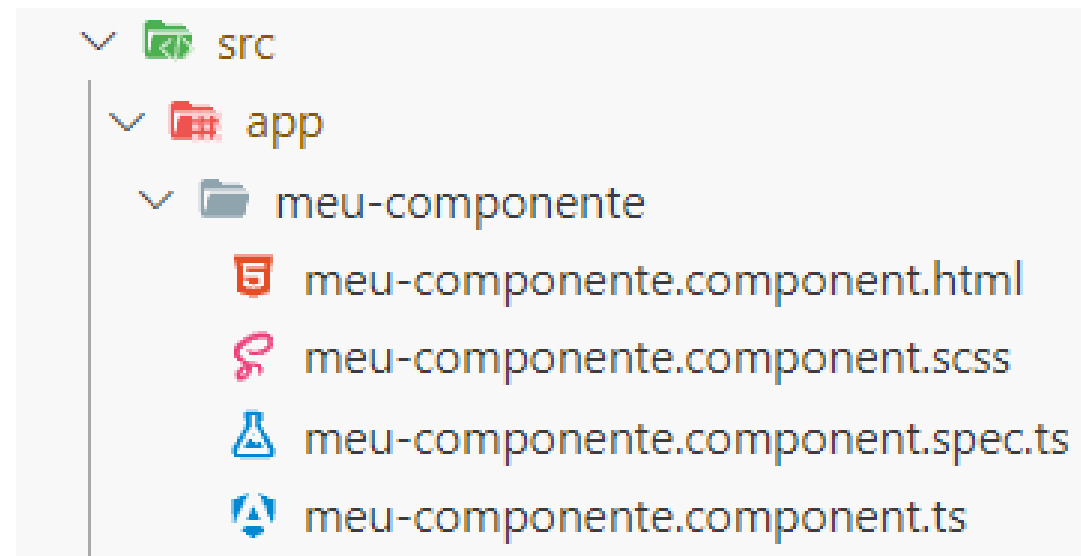 src
app
meu-componente
meu-componente.component.html
meu-componente.component.scss
meu-componente.component.spec.ts
meu-componente.component.ts